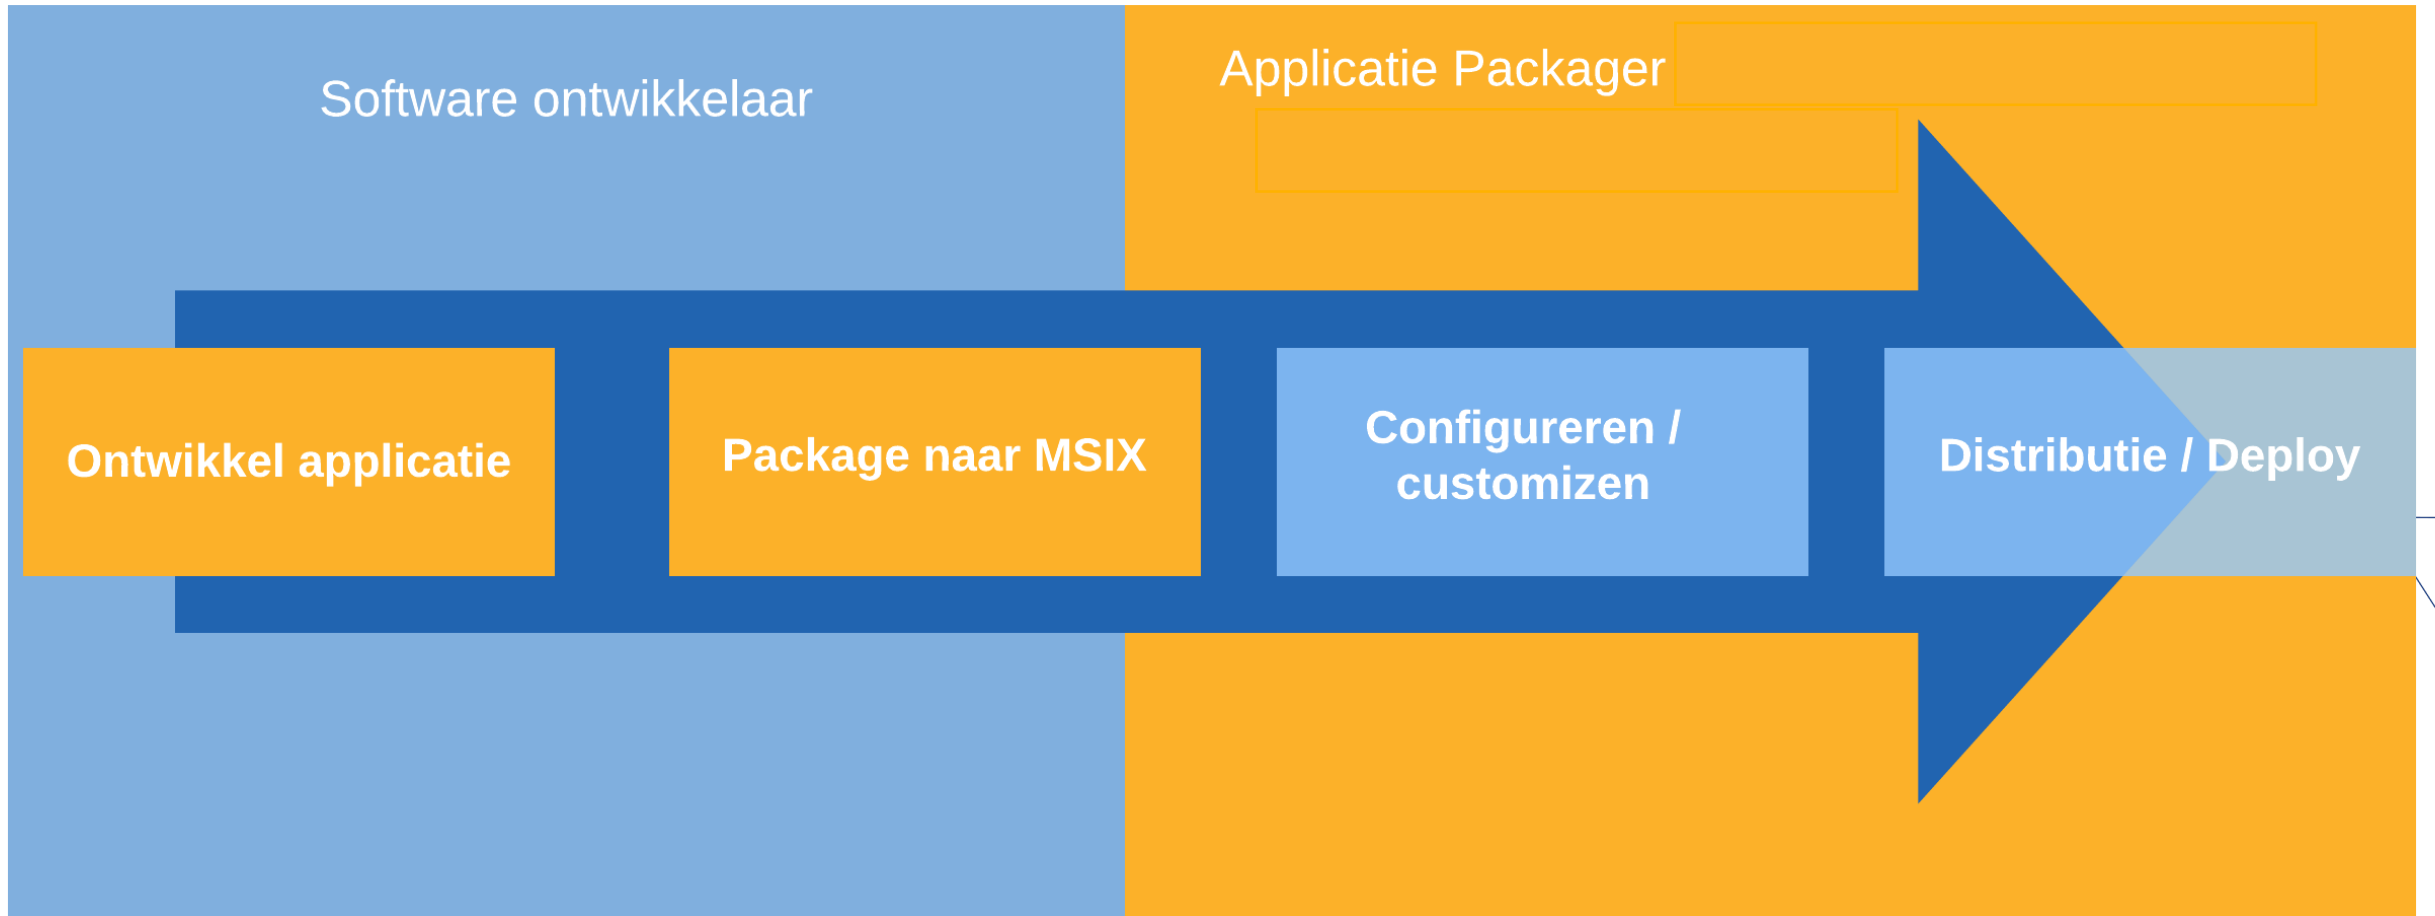 Software ontwikkelaar
Applicatie Packager
Ontwikkel applicatie
Package naar MSIX
Configureren /
customizen
Distributie / Deploy